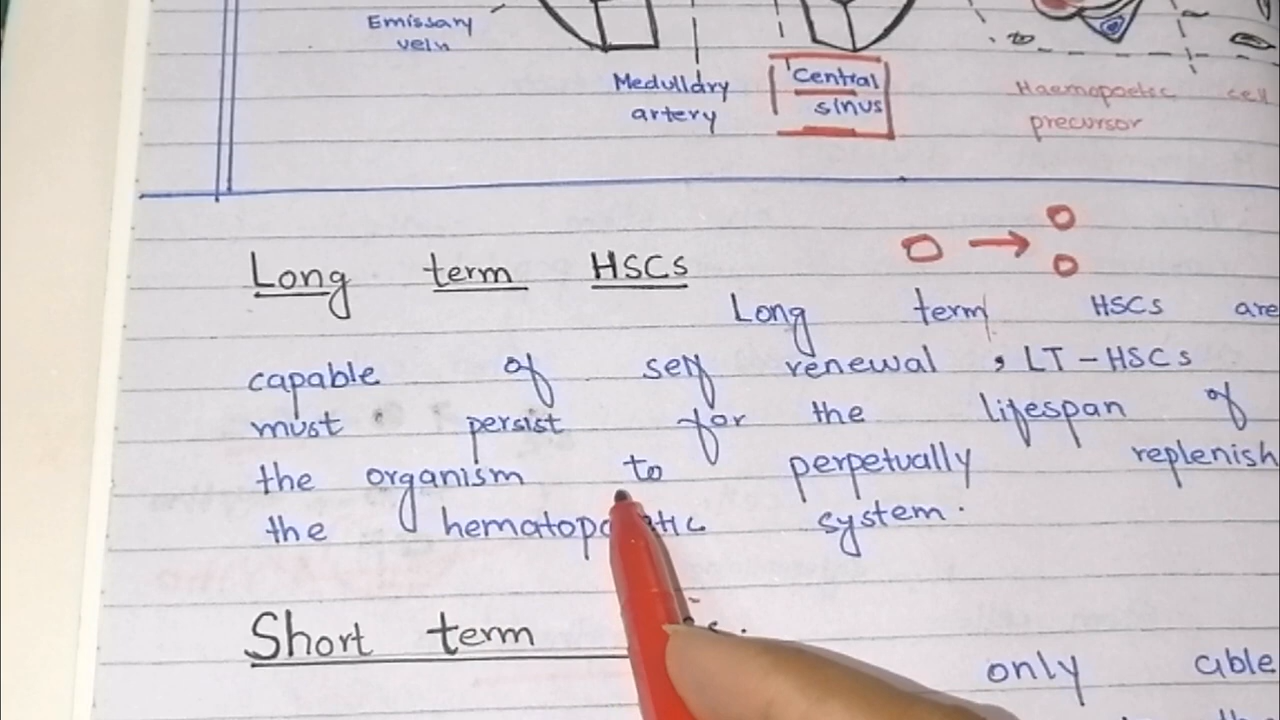 Emissary
vein
Medullary
artery
Central
sinus
Haemopoetic cell
precursor
Long term HSCs
Long term HSCs are
capable of self renewal, LT-HSCs
must persist for the lifespan of
the organism to perpetually replenish
the system.
Short term
only able